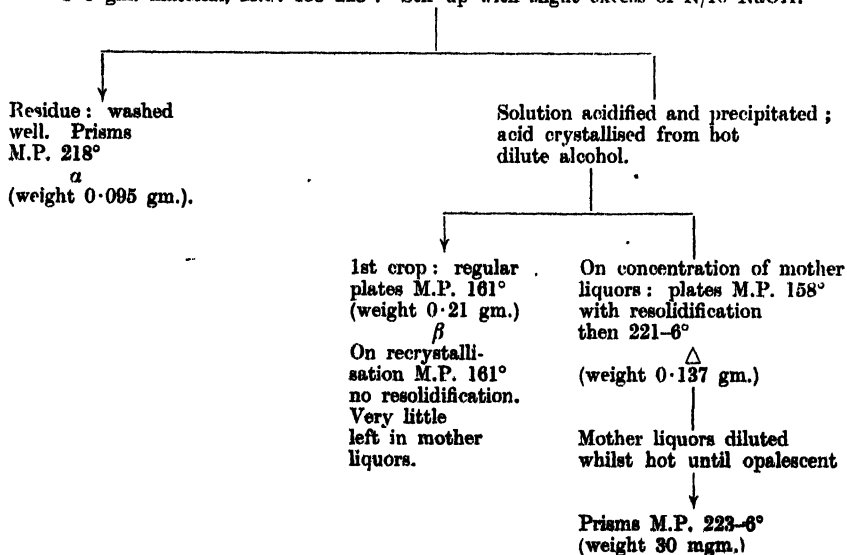 Residue: washed
well. Prisms
M.P. 218°
α
(weight 0·095 gm.).
Solution acidified and precipitated;
acid crystallised from hot
dilute alcohol.
1st crop: regular
plates M.P. 161°
(weight 0·21 gm.)
β
On recrystalli-
sation M.P. 161°
no resolidification.
Very little
left in mother
liquors.
On concentration of mother
liquors: plates M.P. 158°
with resolidification
then 221–6°
△
(weight 0·137 gm.)
Mother liquors diluted
whilst hot until opalescent
Prisms M.P. 223–6°
(weight 30 mgm.)